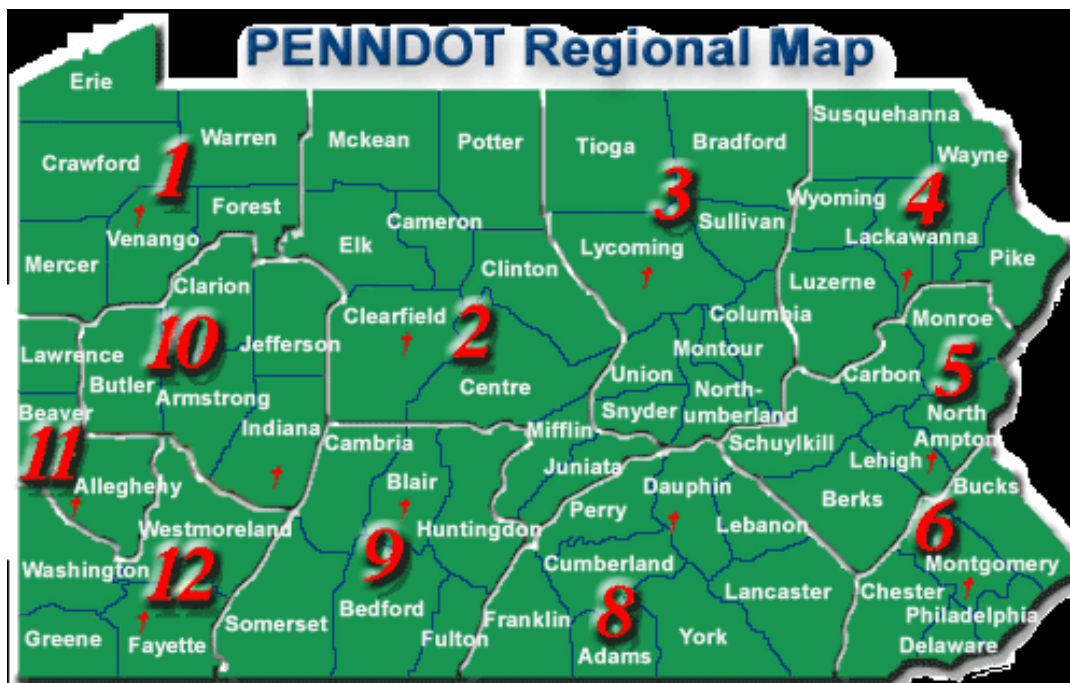 PENNDOT Regional Map
Erie
Crawford
Warren
1
Forest
Venango
Mercer
Mckean
Potter
Cameron
Elk
Clinton
Clearfield
2
Centre
Tioga
Bradford
3
Sullivan
Lycoming
Columbia
Montour
Union
North-
Snyder
umberland
Susquehanna
Wayne
Wyoming
4
Lackawanna
Luzerne
Pike
Monroe
Carbon
5
North
Ampton
Schuylkill
Lehigh
Berks
Clarion
10
Jefferson
Butler
Armstrong
Indiana
Lawrence
Beaver
11
Allegheny
Westmoreland
12
Washington
Greene
Fayette
Cambria
Blair
Huntingdon
9
Bedford
Somerset
Fulton
Mifflin
Juniata
Dauphin
Perry
Lebanon
Cumberland
8
Lancaster
Franklin
Adams
York
Bucks
6
Montgomery
Chester
Philadelphia
Delaware